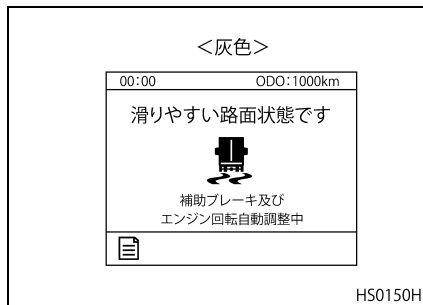 ＜灰色＞
00:00 ODO:1000km
滑りやすい路面状態です
補助ブレーキ及び
エンジン回転自動調整中
HS0150H